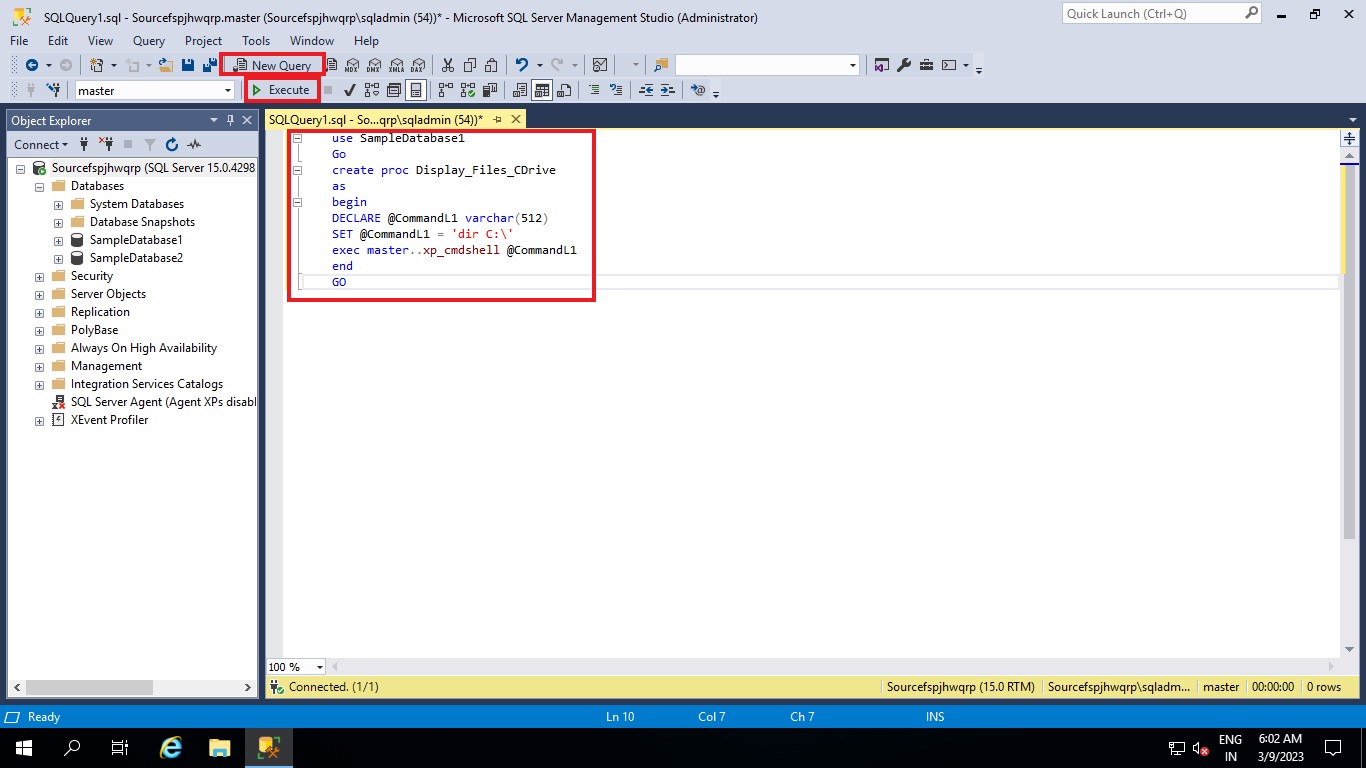 SQLQuery1.sql - Sourcefspjhwqrp.master (Sourcefspjhwqrp\sqladmin (54))* - Microsoft SQL Server Management Studio (Administrator)
Quick Launch (Ctrl+Q)
File Edit View Query Project Tools Window Help
New Query MDX DMX XMLA DAX
master Execute
Object Explorer
SQLQuery1.sql - So...qrp\sqladmin (54))*
Connect
Sourcefspjhwqrp (SQL Server 15.0.4298
Databases
System Databases
Database Snapshots
SampleDatabase1
SampleDatabase2
Security
Server Objects
Replication
PolyBase
Always On High Availability
Management
Integration Services Catalogs
SQL Server Agent (Agent XPs disabl
XEvent Profiler
use SampleDatabase1
Go
create proc Display_Files_CDrive
as
begin
DECLARE @CommandL1 varchar(512)
SET @CommandL1 = 'dir C:\'
exec master..xp_cmdshell @CommandL1
end
GO
100 %
Connected. (1/1) Sourcefspjhwqrp (15.0 RTM) Sourcefspjhwqrp\sqladm... master 00:00:00 0 rows
Ready Ln 10 Col 7 Ch 7 INS
ENG
IN
6:02 AM
3/9/2023